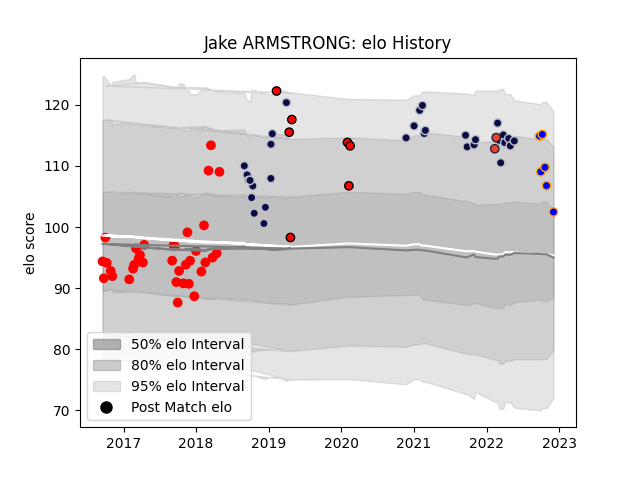 Jake ARMSTRONG: elo History
elo score
120
110
100
90
80
70
50% elo Interval
80% elo Interval
95% elo Interval
Post Match elo
2017 2018 2019 2020 2021 2022 2023